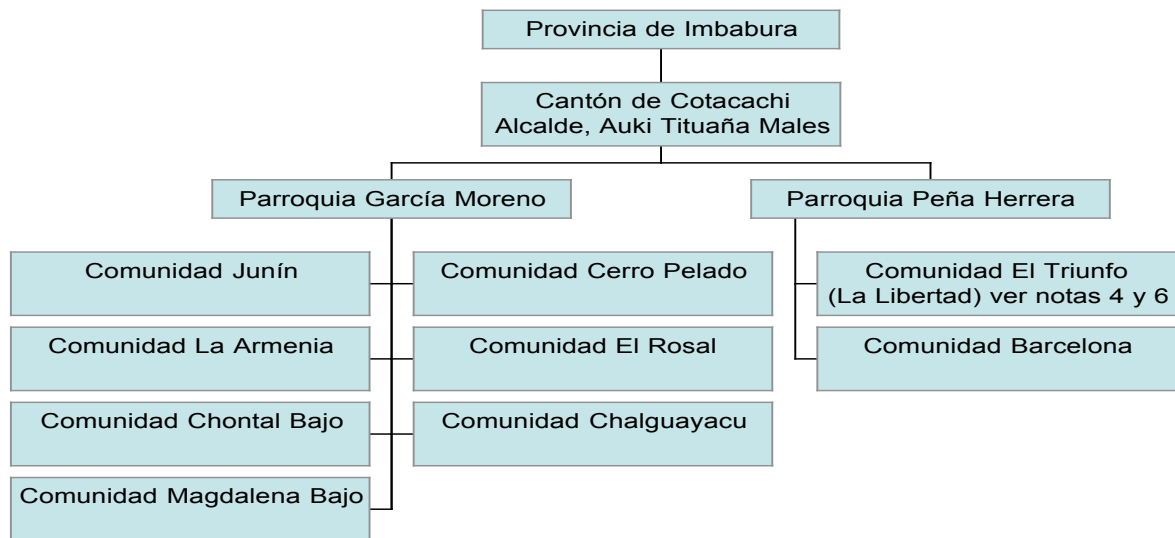 Provincia de Imbabura
Cantón de Cotacachi
Alcalde, Auki Tituaña Males
Parroquia García Moreno
Parroquia Peña Herrera
Comunidad Junín
Comunidad Cerro Pelado
Comunidad El Triunfo
(La Libertad) ver notas 4 y 6
Comunidad La Armenia
Comunidad El Rosal
Comunidad Barcelona
Comunidad Chontal Bajo
Comunidad Chalguayacu
Comunidad Magdalena Bajo